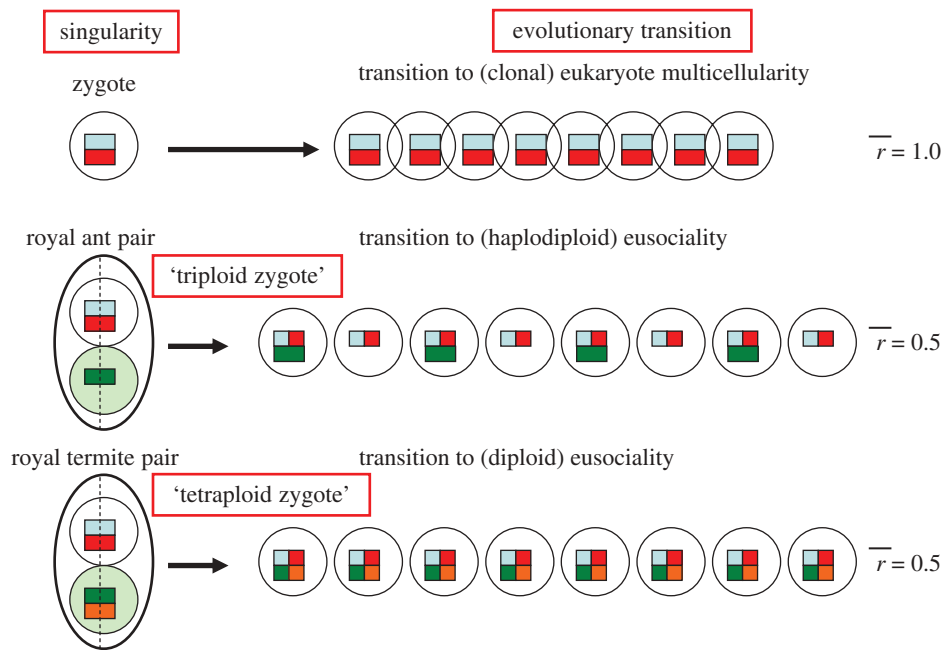 singularity
evolutionary transition
zygote
transition to (clonal) eukaryote multicellularity
r = 1.0
royal ant pair
transition to (haplodiploid) eusociality
‘triploid zygote’
r = 0.5
royal termite pair
transition to (diploid) eusociality
‘tetraploid zygote’
r = 0.5